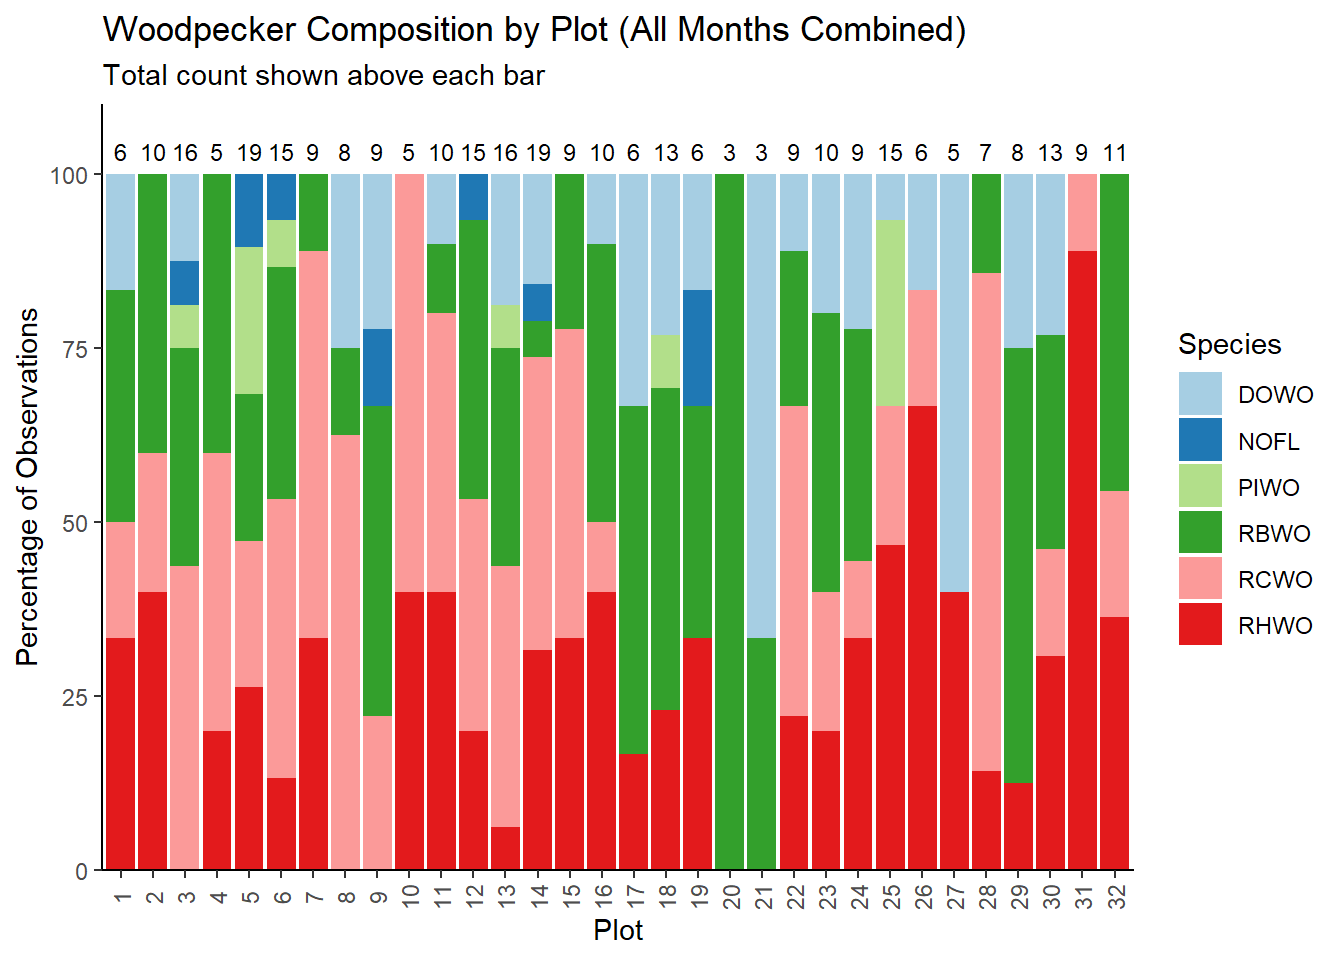 Woodpecker Composition by Plot (All Months Combined)
Total count shown above each bar
6 10 16 5 19 15 9 8 9 5 10 15 16 19 9 10 6 13 6 3 3 9 10 9 15 6 5 7 8 13 9 11
100
75
50
25
0
Percentage of Observations
1 2 3 4 5 6 7 8 9 10 11 12 13 14 15 16 17 18 19 20 21 22 23 24 25 26 27 28 29 30 31 32
Plot
Species
DOWO
NOFL
PIWO
RBWO
RCWO
RHWO